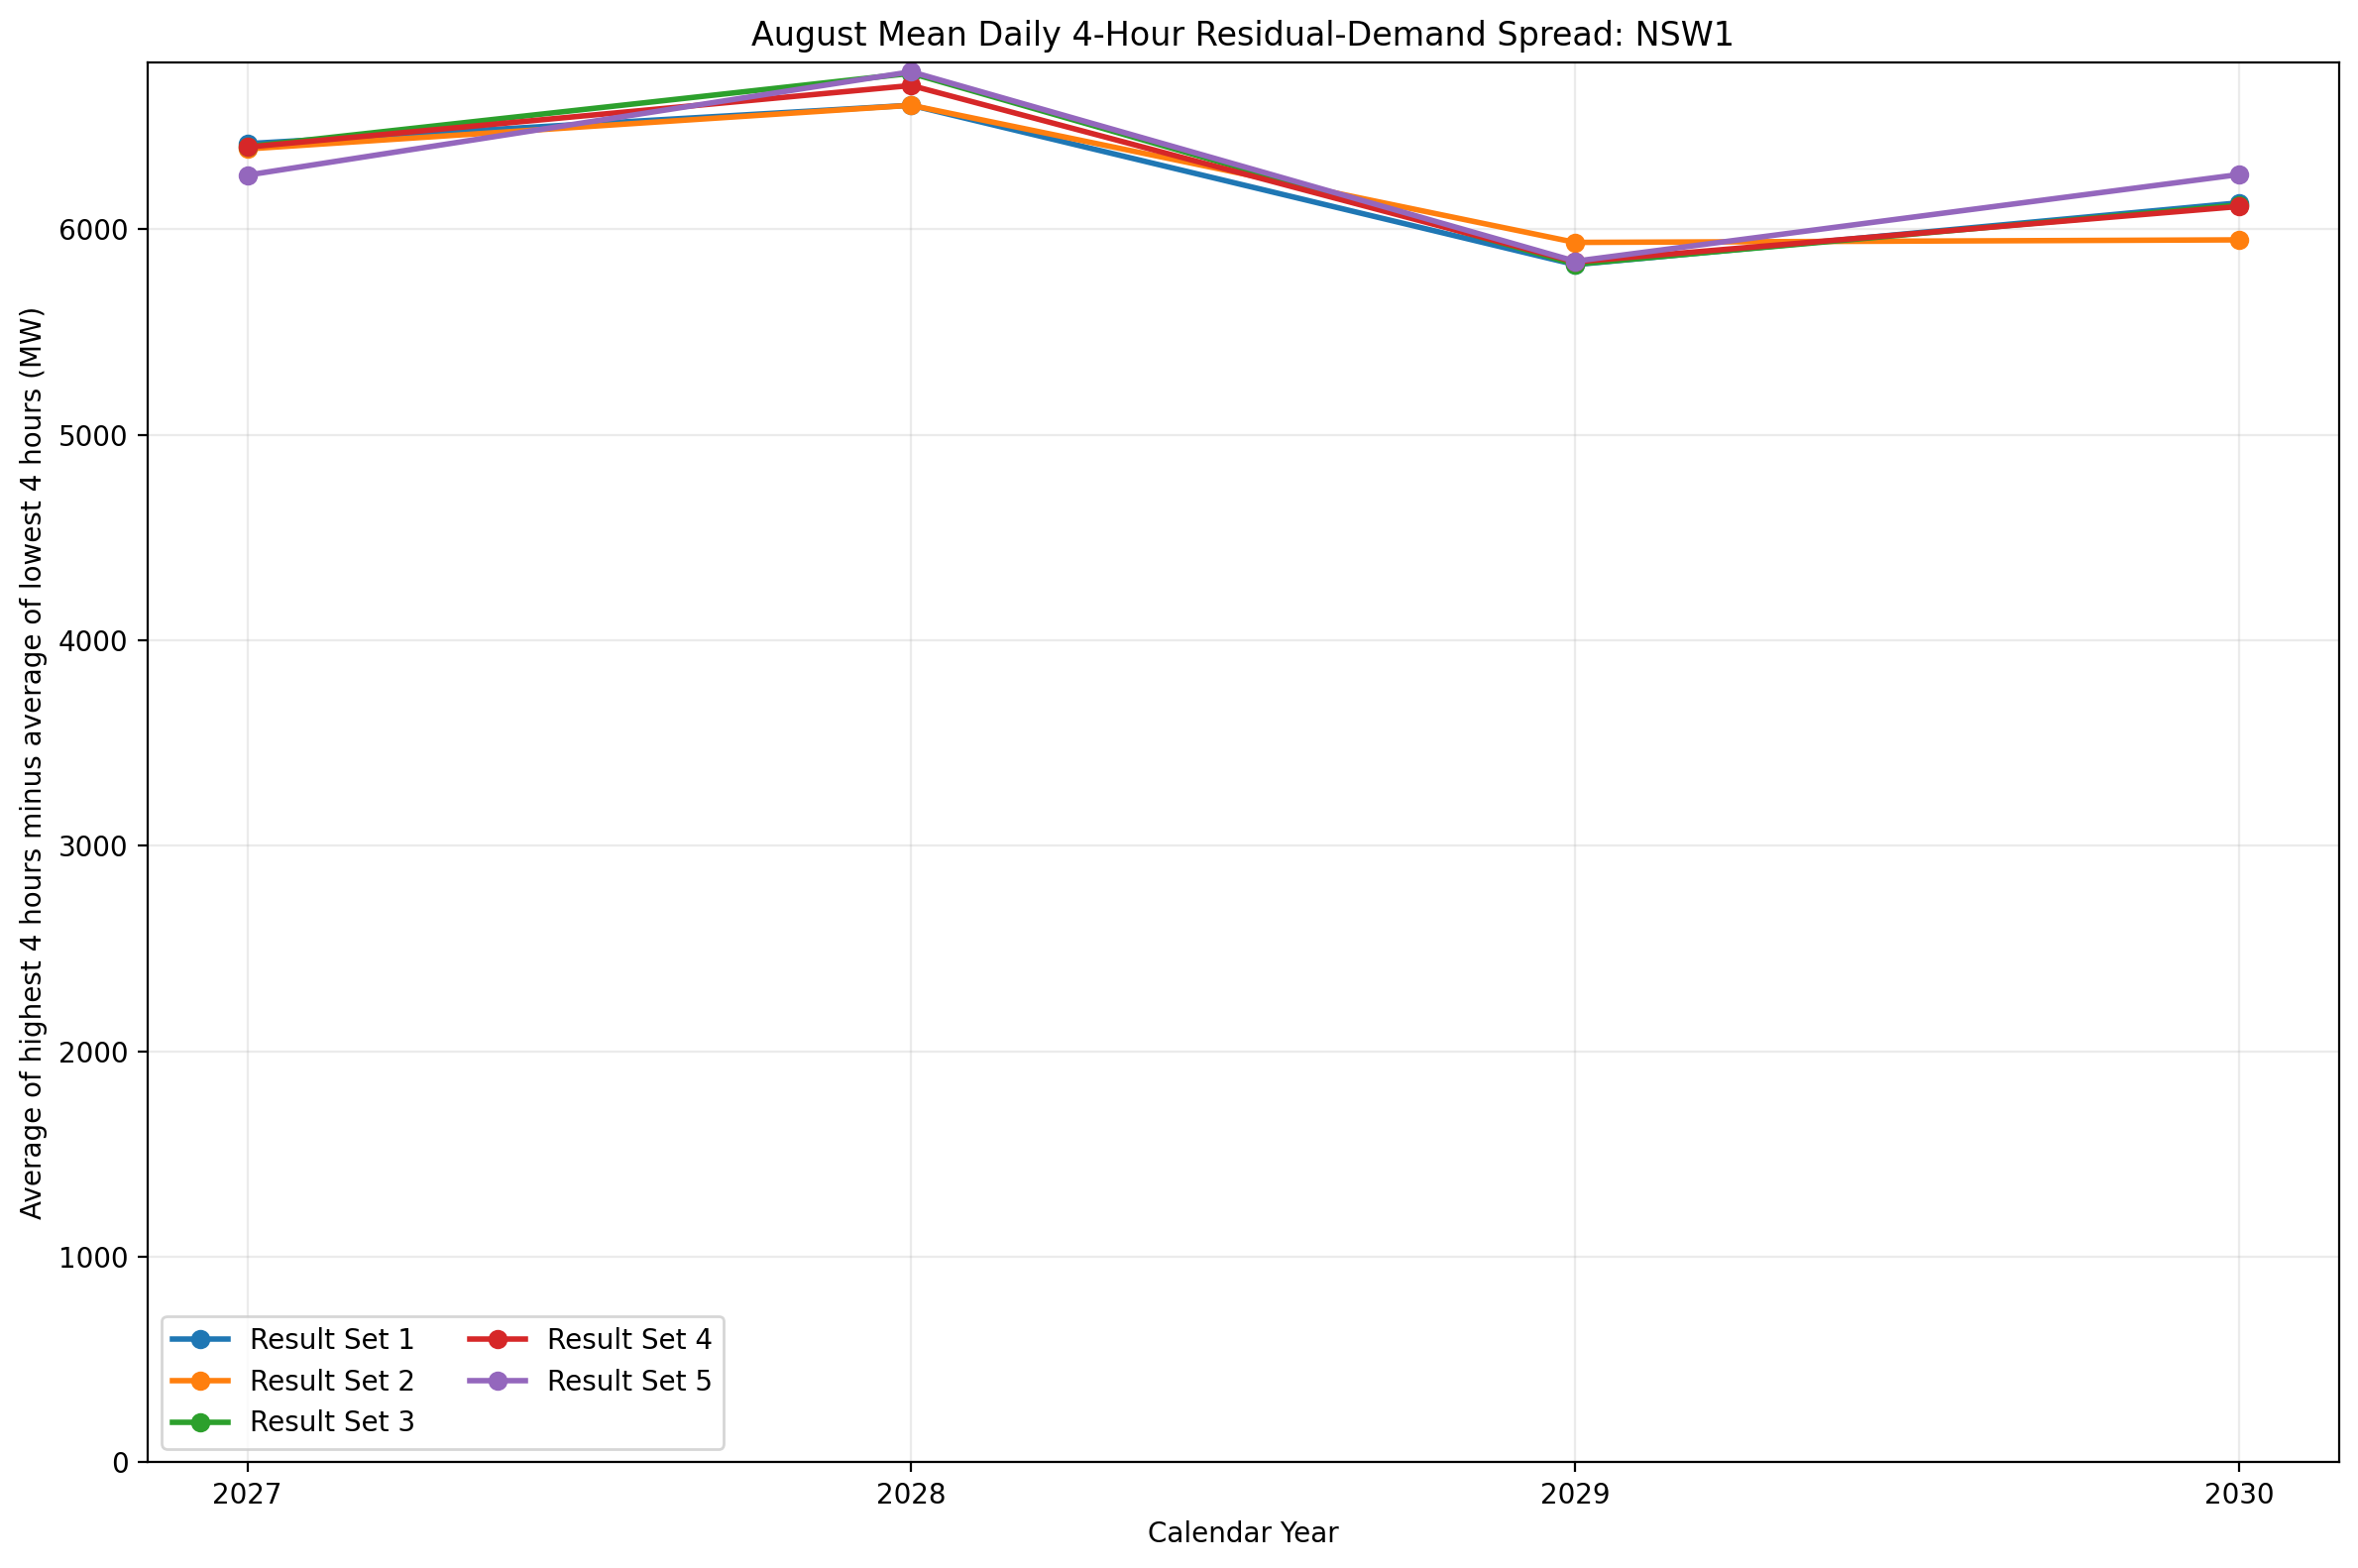 August Mean Daily 4-Hour Residual-Demand Spread: NSW1
Average of highest 4 hours minus average of lowest 4 hours (MW)
6000
5000
4000
3000
2000
1000
0
Result Set 1
Result Set 2
Result Set 3
Result Set 4
Result Set 5
2027
2028
2029
2030
Calendar Year